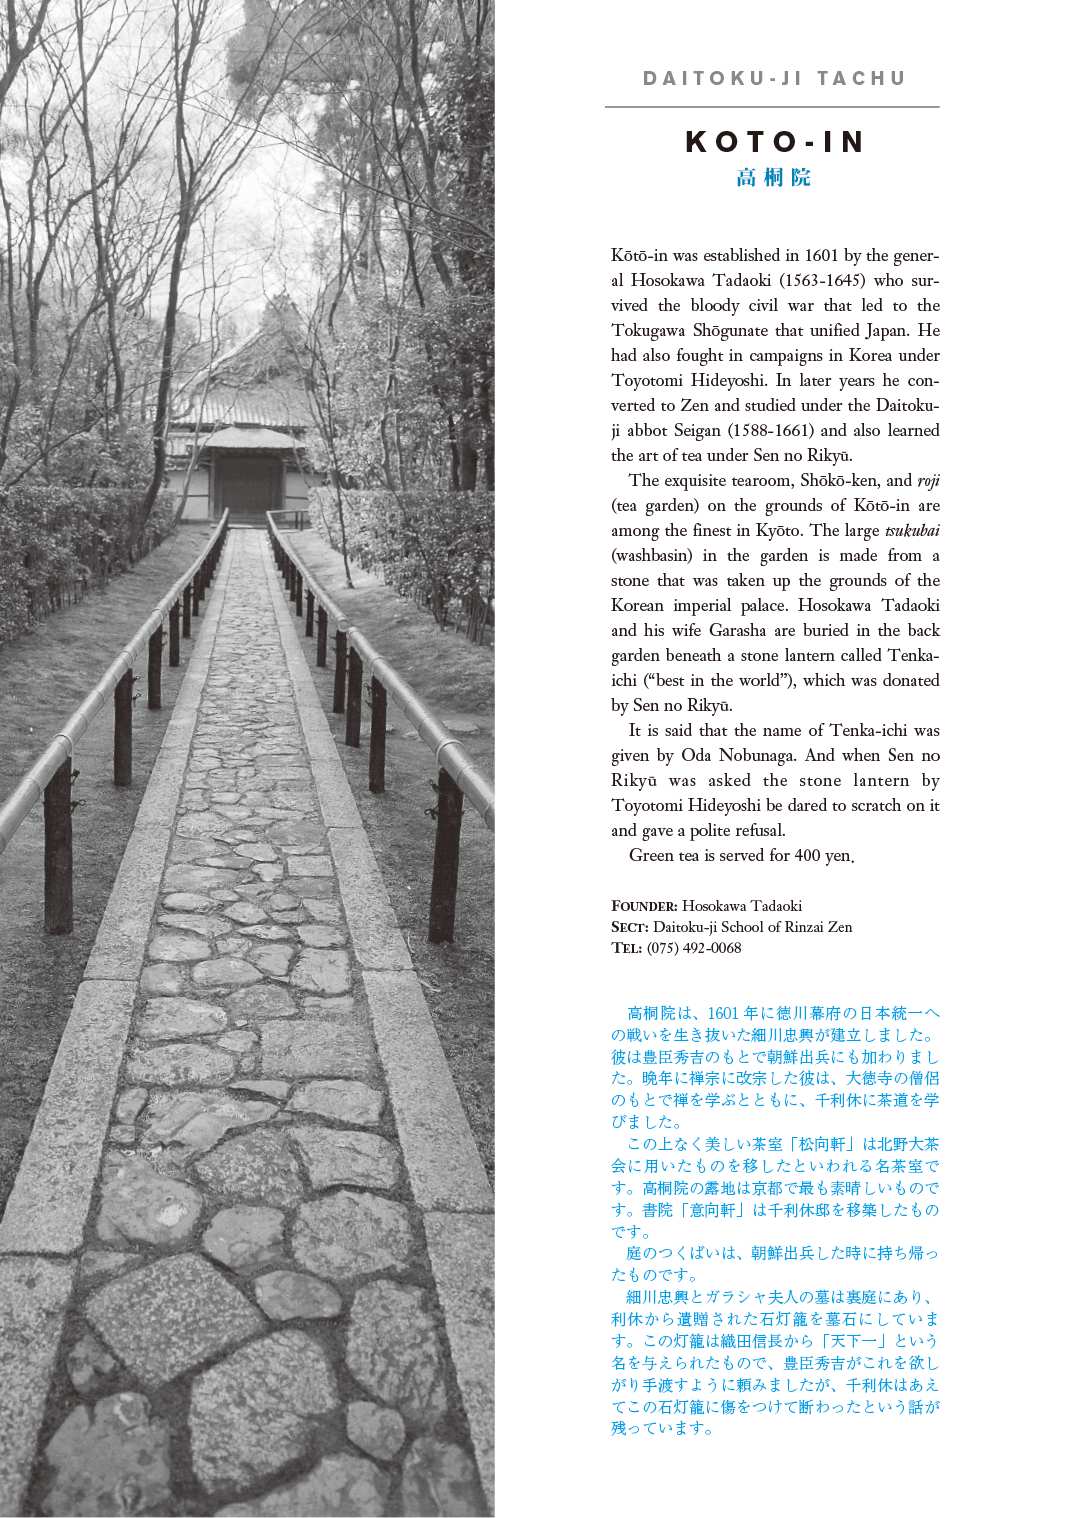 DAITOKU-JI TACHU
KOTO-IN
高桐院
Kōtō-in was established in 1601 by the gener-
al Hosokawa Tadaoki (1563-1645) who sur-
vived the bloody civil war that led to the
Tokugawa Shōgunate that unified Japan. He
had also fought in campaigns in Korea under
Toyotomi Hideyoshi. In later years he con-
verted to Zen and studied under the Daitoku-
ji abbot Seigan (1588-1661) and also learned
the art of tea under Sen no Rikyū.
The exquisite tearoom, Shōkō-ken, and roji
(tea garden) on the grounds of Kōtō-in are
among the finest in Kyōto. The large tsukubai
(washbasin) in the garden is made from a
stone that was taken up the grounds of the
Korean imperial palace. Hosokawa Tadaoki
and his wife Garasha are buried in the back
garden beneath a stone lantern called Tenka-
ichi (“best in the world”), which was donated
by Sen no Rikyū.
It is said that the name of Tenka-ichi was
given by Oda Nobunaga. And when Sen no
Rikyū was asked the stone lantern by
Toyotomi Hideyoshi be dared to scratch on it
and gave a polite refusal.
Green tea is served for 400 yen.
FOUNDER: Hosokawa Tadaoki
SECT: Daitoku-ji School of Rinzai Zen
TEL: (075) 492-0068
高桐院は、1601 年に徳川幕府の日本統一へ
の戦いを生き抜いた細川忠興が建立しました。
彼は豊臣秀吉のもとで朝鮮出兵にも加わりまし
た。晩年に禅宗に改宗した彼は、大徳寺の僧侶
のもとで禅を学ぶとともに、千利休に茶道を学
びました。
この上なく美しい茶室「松向軒」は北野大茶
会に用いたものを移したといわれる名茶室で
す。高桐院の露地は京都で最も素晴しいもので
す。書院「意向軒」は千利休邸を移築したもの
です。
庭のつくばいは、朝鮮出兵した時に持ち帰っ
たものです。
細川忠興とガラシャ夫人の墓は裏庭にあり、
利休から遺贈された石灯籠を墓石にしていま
す。この灯籠は織田信長から「天下一」という
名を与えられたもので、豊臣秀吉がこれを欲し
がり手渡すように頼みましたが、千利休はあえ
てこの石灯籠に傷をつけて断わったという話が
残っています。